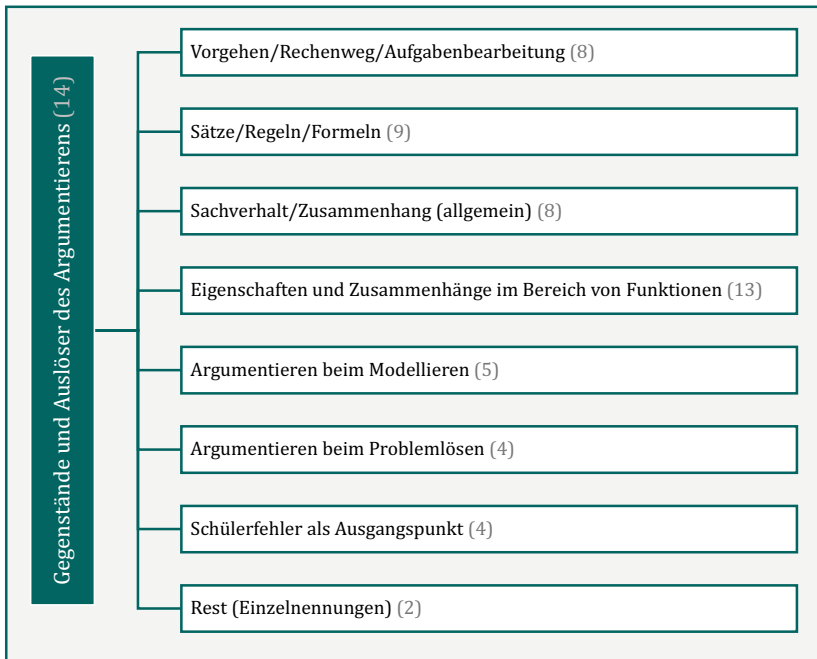 Gegenstände und Auslöser des Argumentierens (14)
Vorgehen/Rechenweg/Aufgabenbearbeitung (8)
Sätze/Regeln/Formeln (9)
Sachverhalt/Zusammenhang (allgemein) (8)
Eigenschaften und Zusammenhänge im Bereich von Funktionen (13)
Argumentieren beim Modellieren (5)
Argumentieren beim Problemlösen (4)
Schülerfehler als Ausgangspunkt (4)
Rest (Einzelnennungen) (2)